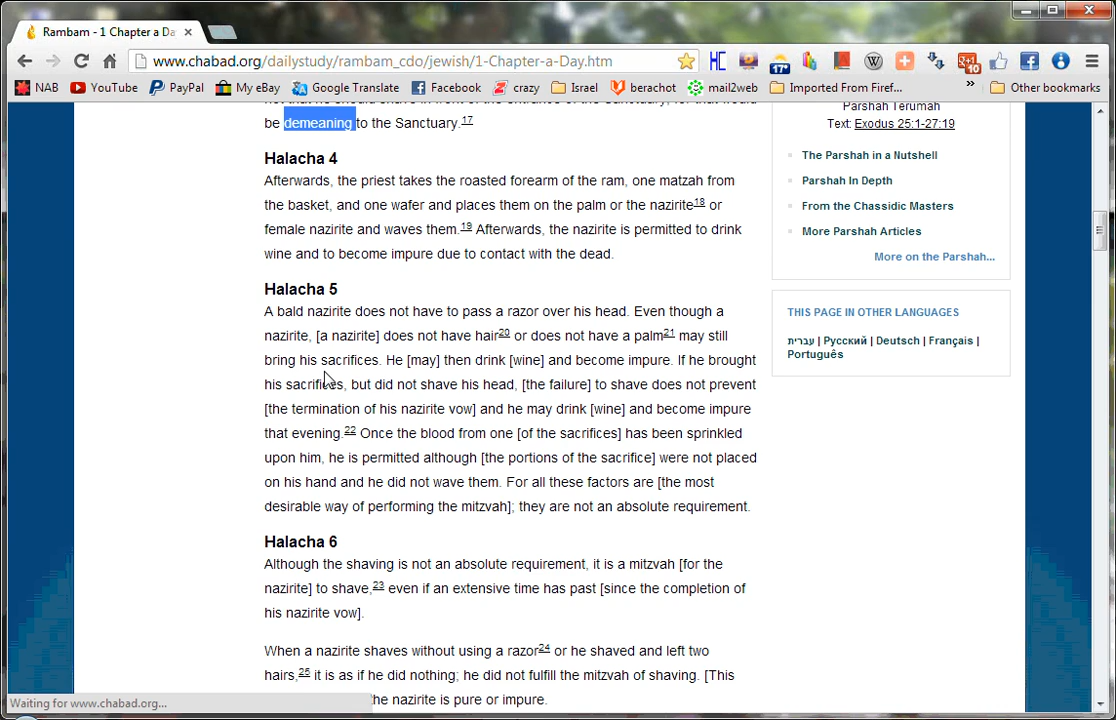 Rambam - 1 Chapter a Da
www.chabad.org/dailystudy/rambam_cdo/jewish/1-Chapter-a-Day.htm
NAB YouTube PayPal My eBay Google Translate Facebook crazy Israel berachot mail2web Imported From Firef... » Other bookmarks
not that he should shave in front of the entrance of the Sanctuary, for that would
be demeaning to the Sanctuary.17
Halacha 4
Afterwards, the priest takes the roasted forearm of the ram, one matzah from
the basket, and one wafer and places them on the palm or the nazirite18 or
female nazirite and waves them.19 Afterwards, the nazirite is permitted to drink
wine and to become impure due to contact with the dead.
Halacha 5
A bald nazirite does not have to pass a razor over his head. Even though a
nazirite, [a nazirite] does not have hair20 or does not have a palm21 may still
bring his sacrifices. He [may] then drink [wine] and become impure. If he brought
his sacrifices, but did not shave his head, [the failure] to shave does not prevent
[the termination of his nazirite vow] and he may drink [wine] and become impure
that evening.22 Once the blood from one [of the sacrifices] has been sprinkled
upon him, he is permitted although [the portions of the sacrifice] were not placed
on his hand and he did not wave them. For all these factors are [the most
desirable way of performing the mitzvah]; they are not an absolute requirement.
Halacha 6
Although the shaving is not an absolute requirement, it is a mitzvah [for the
nazirite] to shave,23 even if an extensive time has past [since the completion of
his nazirite vow].
When a nazirite shaves without using a razor24 or he shaved and left two
hairs,25 it is as if he did nothing; he did not fulfill the mitzvah of shaving. [This
the nazirite is pure or impure.
Parshah Terumah
Text: Exodus 25:1-27:19
The Parshah in a Nutshell
Parshah In Depth
From the Chassidic Masters
More Parshah Articles
More on the Parshah...
THIS PAGE IN OTHER LANGUAGES
עברית | Русский | Deutsch | Français |
Português
Waiting for www.chabad.org...